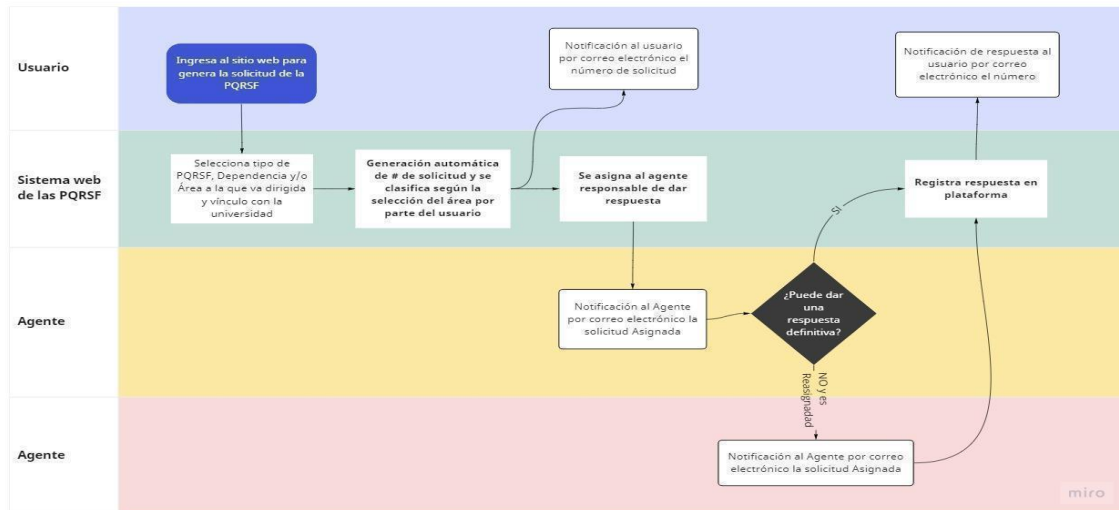 Usuario
Ingresa al sitio web para
genera la solicitud de la
PQRSF
Notificación al usuario
por correo electrónico el
número de solicitud
Notificación de respuesta al
usuario por correo
electrónico el número
Sistema web
de las PQRSF
Selecciona tipo de
PQRSF, Dependencia y/o
Área a la que va dirigida
y vínculo con la
universidad
Generación automática
de # de solicitud y se
clasifica según la
selección del área por
parte del usuario
Se asigna al agente
responsable de dar
respuesta
Registra respuesta en
plataforma
Si
Agente
Notificación al Agente
por correo electrónico la
solicitud Asignada
¿Puede dar
una
respuesta
definitiva?
NO y es
Reasignadad
Agente
Notificación al Agente por correo
electrónico la solicitud Asignada
miro